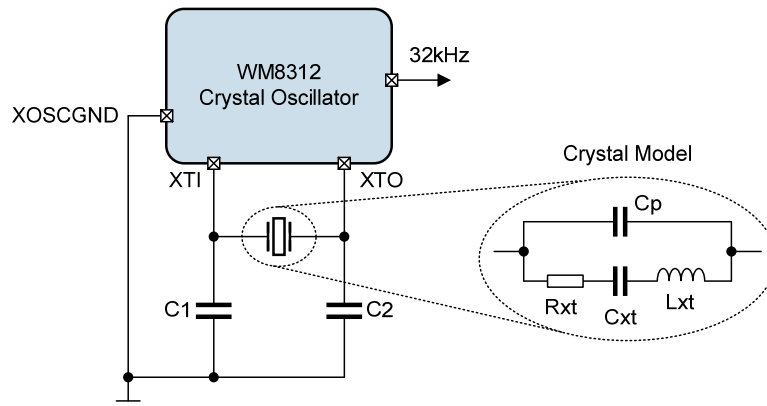 WM8312
Crystal Oscillator
32kHz
XOSCGND
XTI
XTO
Crystal Model
Cp
Rxt
Cxt
Lxt
C1
C2